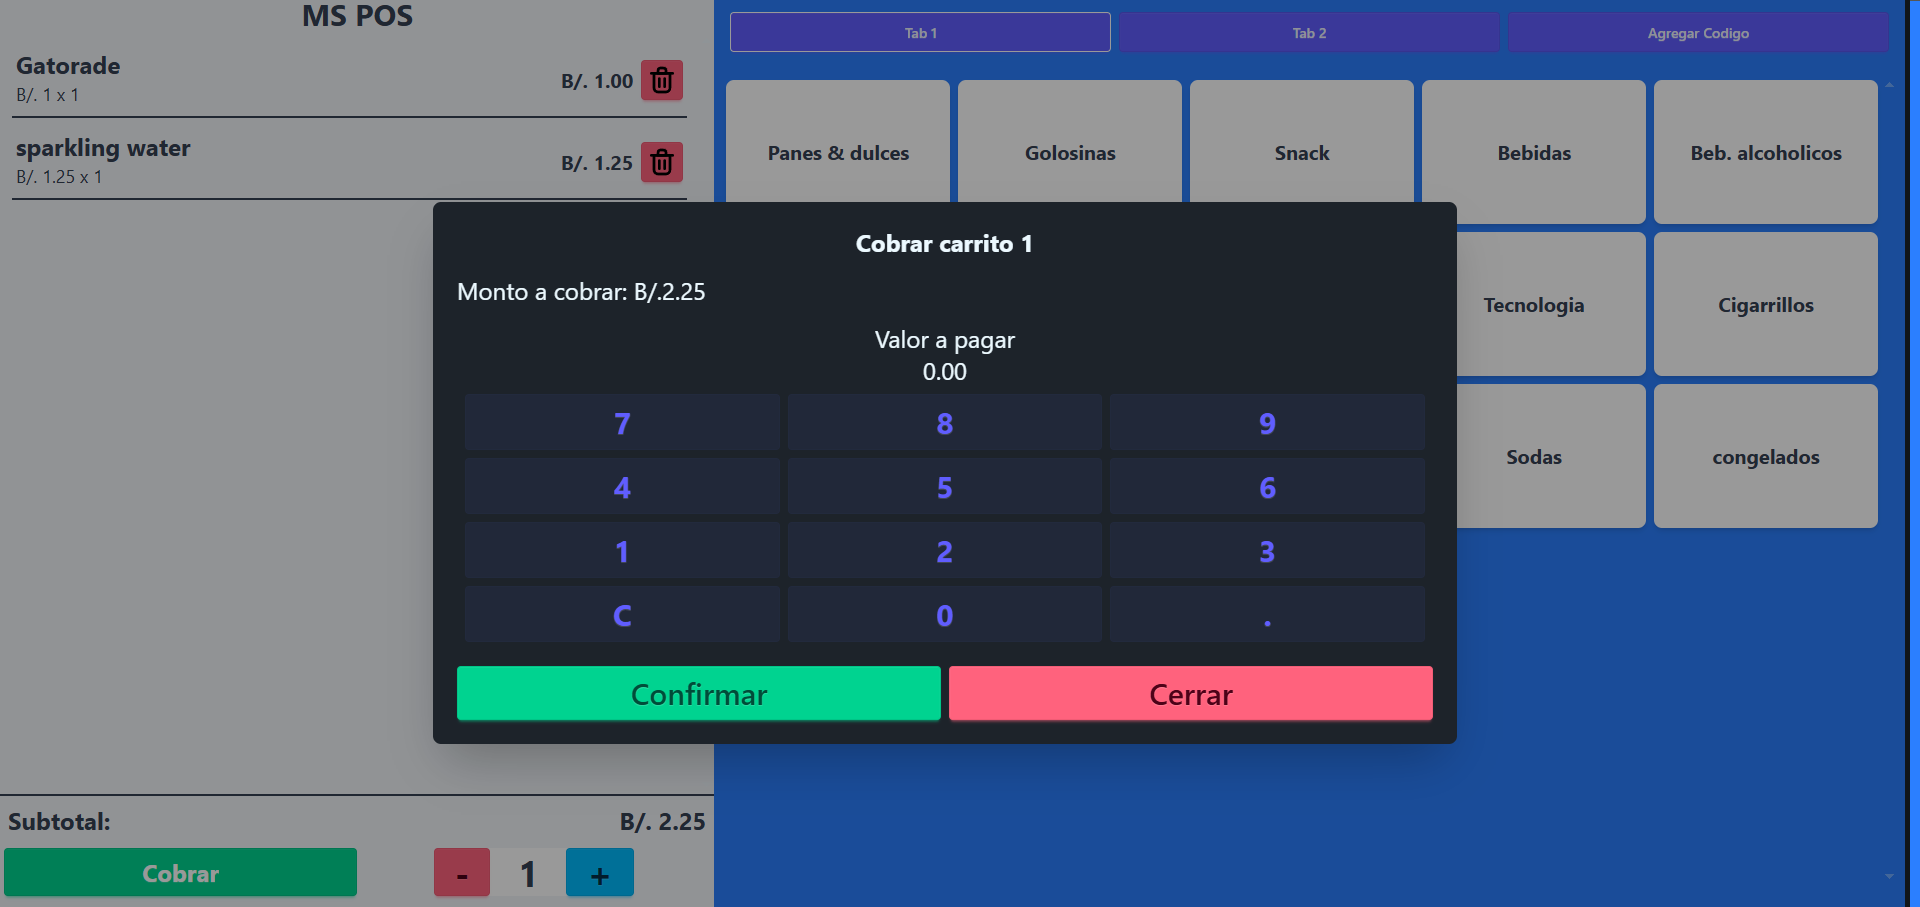 MS POS
Gatorade
B/. 1 x 1
B/. 1.00
sparkling water
B/. 1.25 x 1
B/. 1.25
Subtotal:
B/. 2.25
Cobrar
- 1 +
Tab 1
Tab 2
Agregar Codigo
Panes & dulces
Golosinas
Snack
Bebidas
Beb. alcoholicos
Tecnologia
Cigarrillos
Sodas
congelados
Cobrar carrito 1
Monto a cobrar: B/.2.25
Valor a pagar
0.00
7 8 9
4 5 6
1 2 3
C 0 .
Confirmar
Cerrar